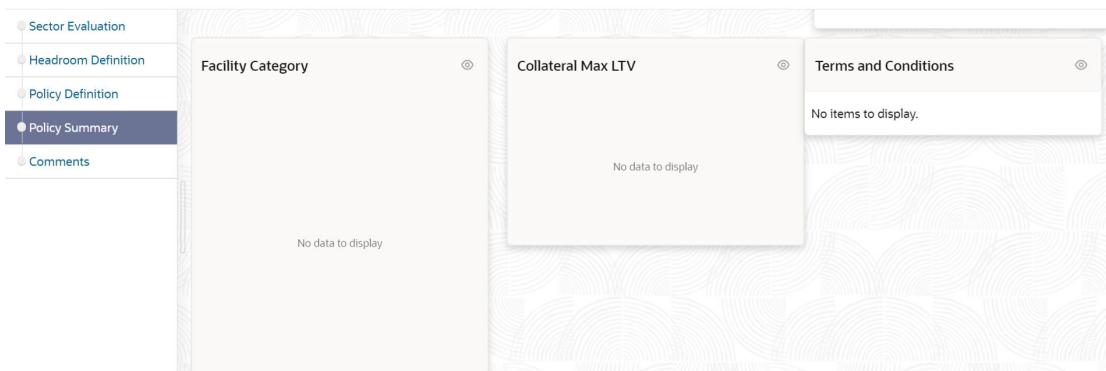 Sector Evaluation
Headroom Definition
Policy Definition
Policy Summary
Comments
Facility Category
No data to display
Collateral Max LTV
No data to display
Terms and Conditions
No items to display.